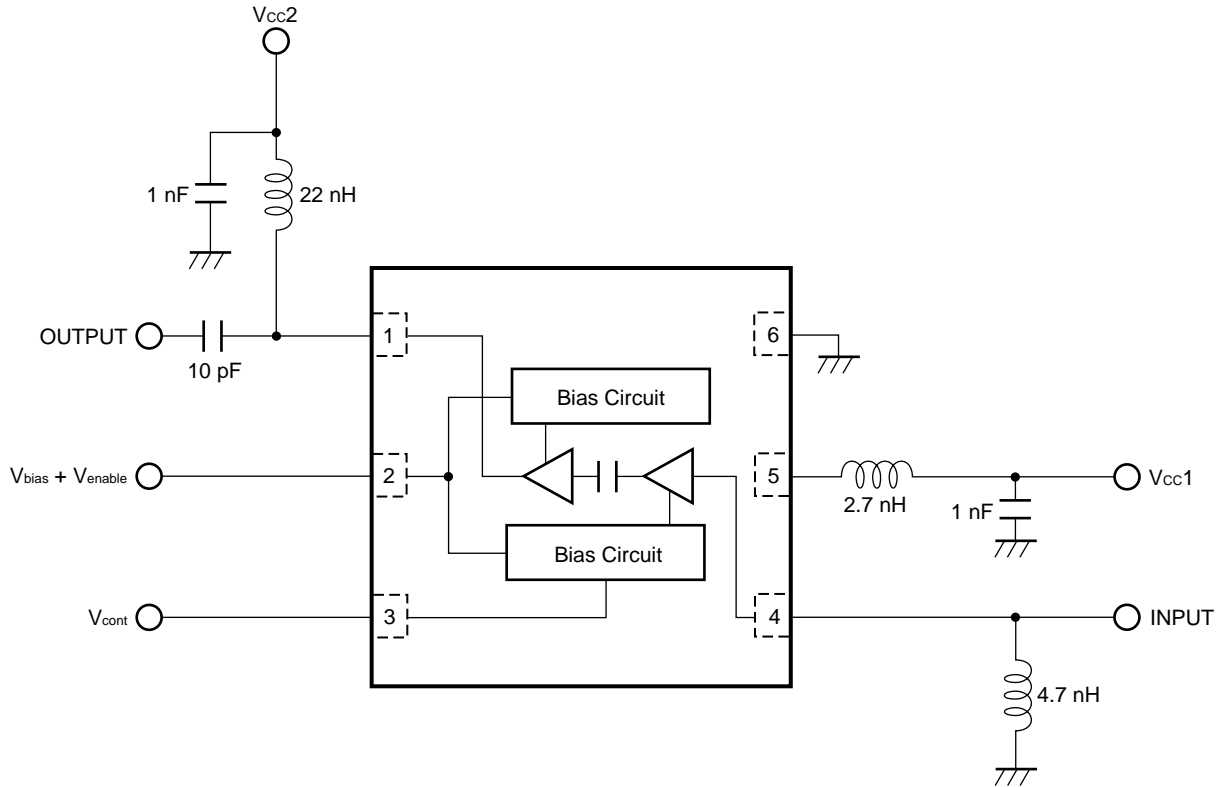 VCC2
1 nF
22 nH
OUTPUT
10 pF
1
6
Bias Circuit
Vbias + Venable
2
5
2.7 nH
1 nF
VCC1
Bias Circuit
Vcont
3
4
INPUT
4.7 nH